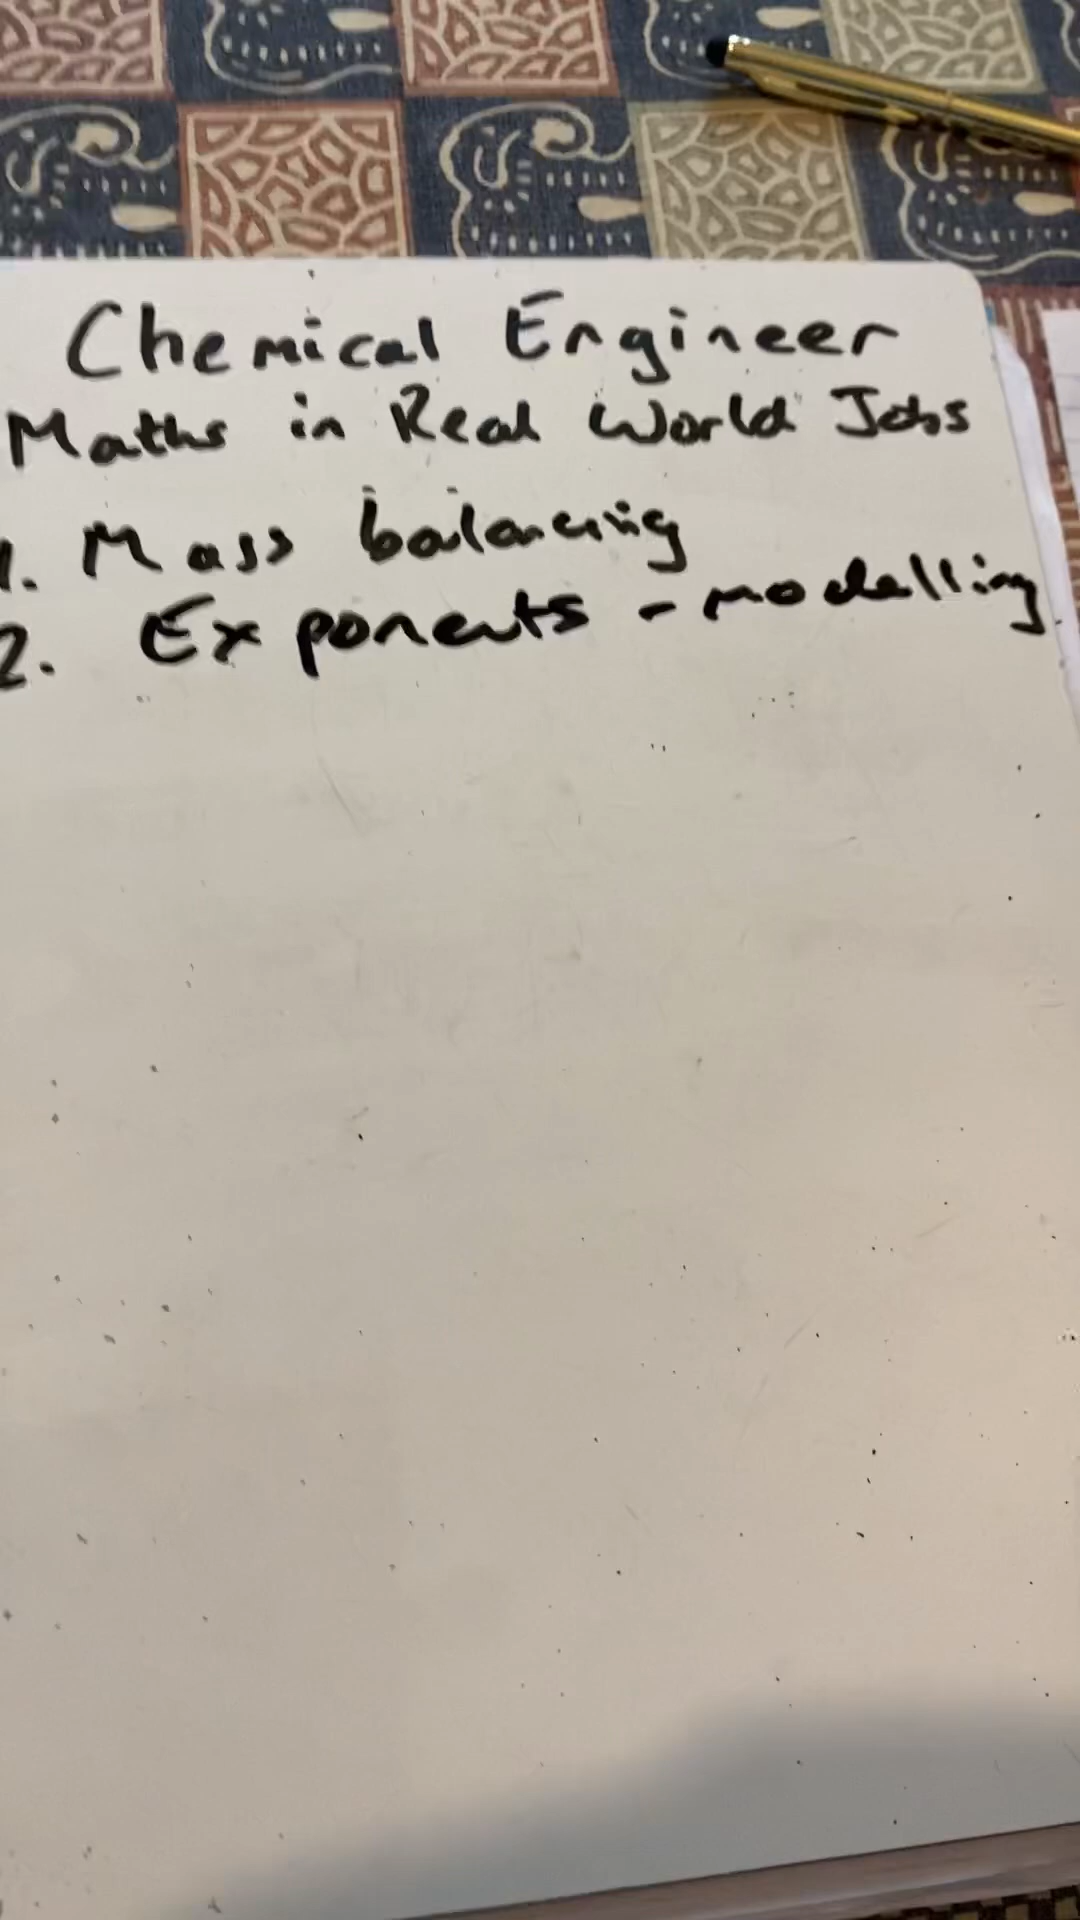 Chemical Engineer
Maths in Real World Jobs
1. Mass balancing
2. Exponents - modelling